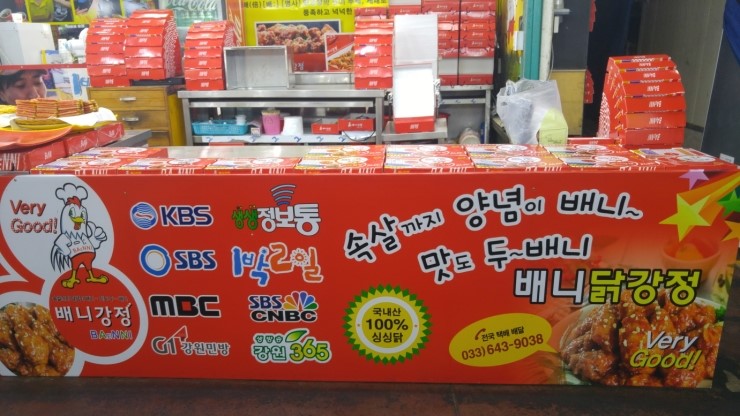 Very
Good!
BAENNI
배니강정
BAENNI
KBS
SBS
MBC
G1 강원민방
생생
정보통
1박2일
SBS
CNBC
강원365
속살까지 양념이 배니~
맛도 두~배니
배니닭강정
국내산
100%
싱싱닭
전국 택배 배달
033)643-9038
Very
Good!